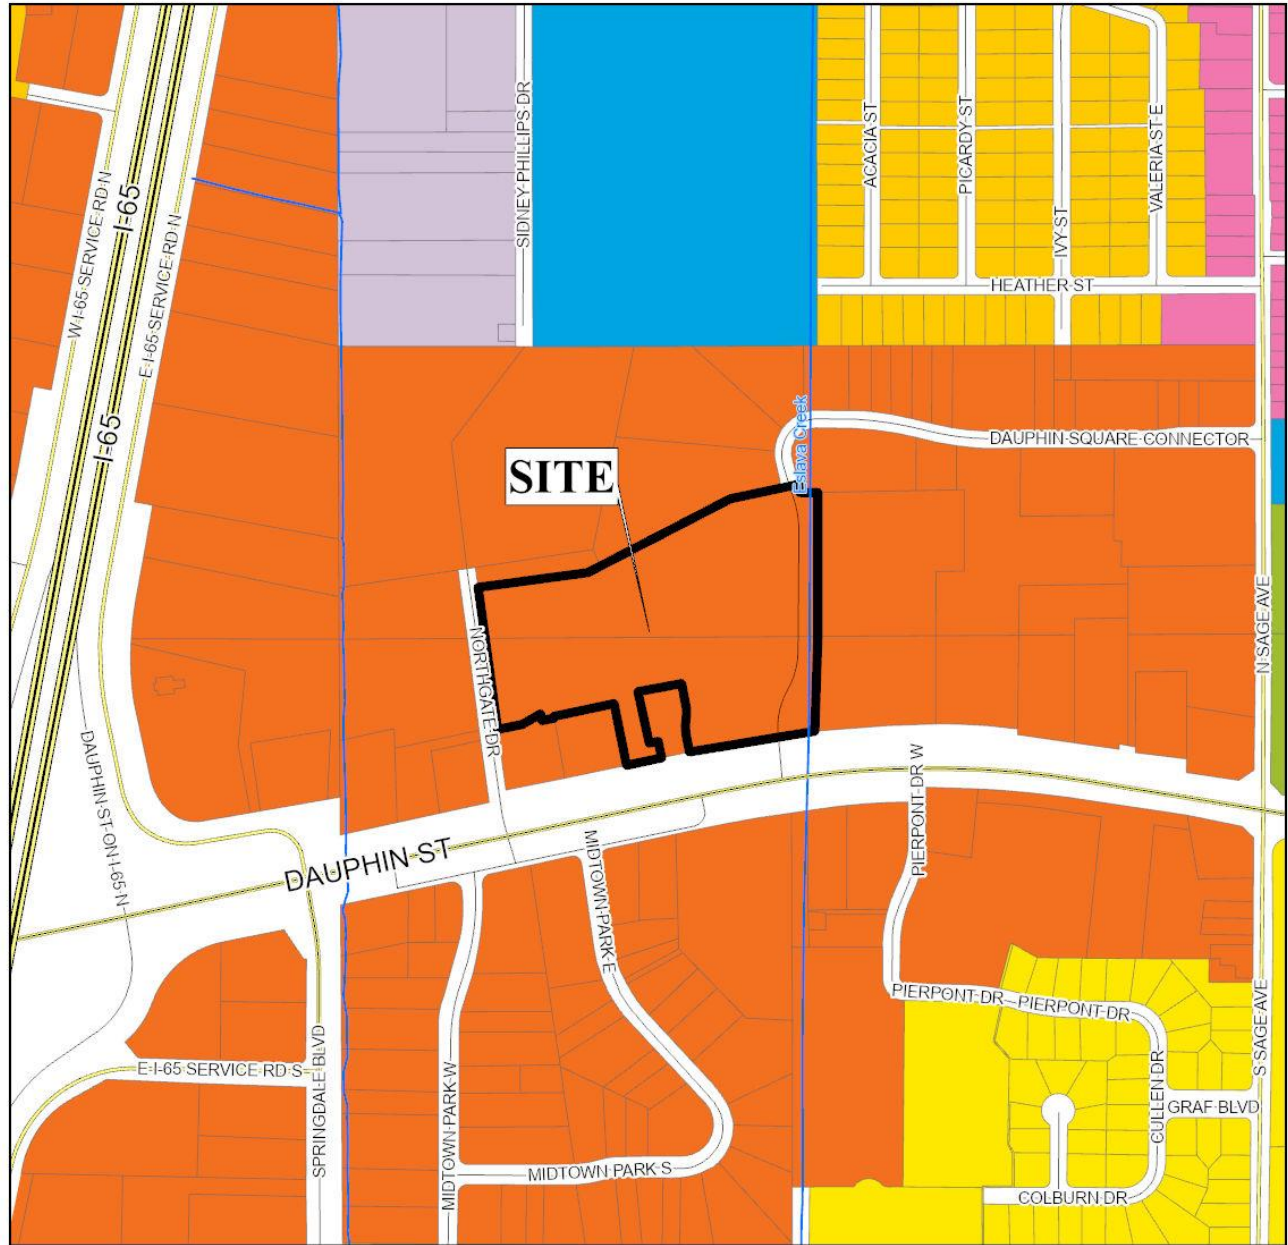 SIDNEY PHILLIPS DR
ACACIA ST
PICARDY ST
IVY ST
VALERIA ST E
W I-65 SERVICE RD N
I-65
E I-65 SERVICE RD N
HEATHER ST
I-65
Eslava Creek
DAUPHIN SQUARE CONNECTOR
SITE
N SAGE AVE
NORTHGATE DR
DAUPHIN ST ON I-65 N
PIERPONT DR W
DAUPHIN ST
MIDTOWN PARK E
PIERPONT DR
PIERPONT DR
S SAGE AVE
E I-65 SERVICE RD S
SPRINGDALE BLVD
MIDTOWN PARK W
CULLEN DR
GRAF BLVD
MIDTOWN PARK S
COLBURN DR